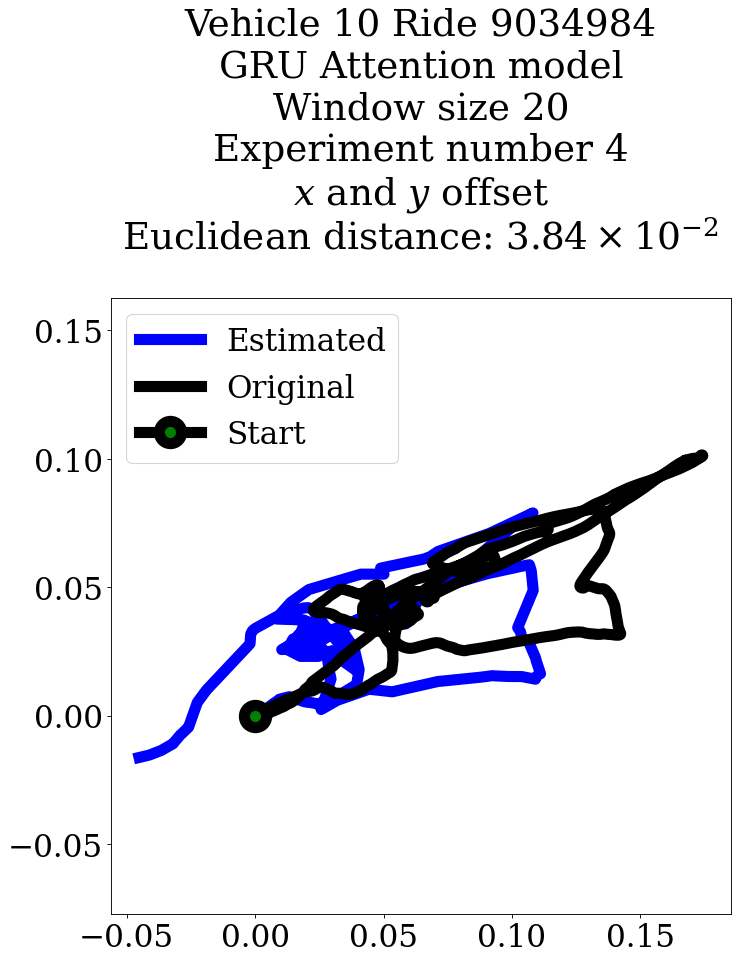 Vehicle 10 Ride 9034984
GRU Attention model
Window size 20
Experiment number 4
x and y offset
Euclidean distance: 3.84 × 10⁻²
Estimated
Original
Start
0.15
0.10
0.05
0.00
−0.05
−0.05 0.00 0.05 0.10 0.15